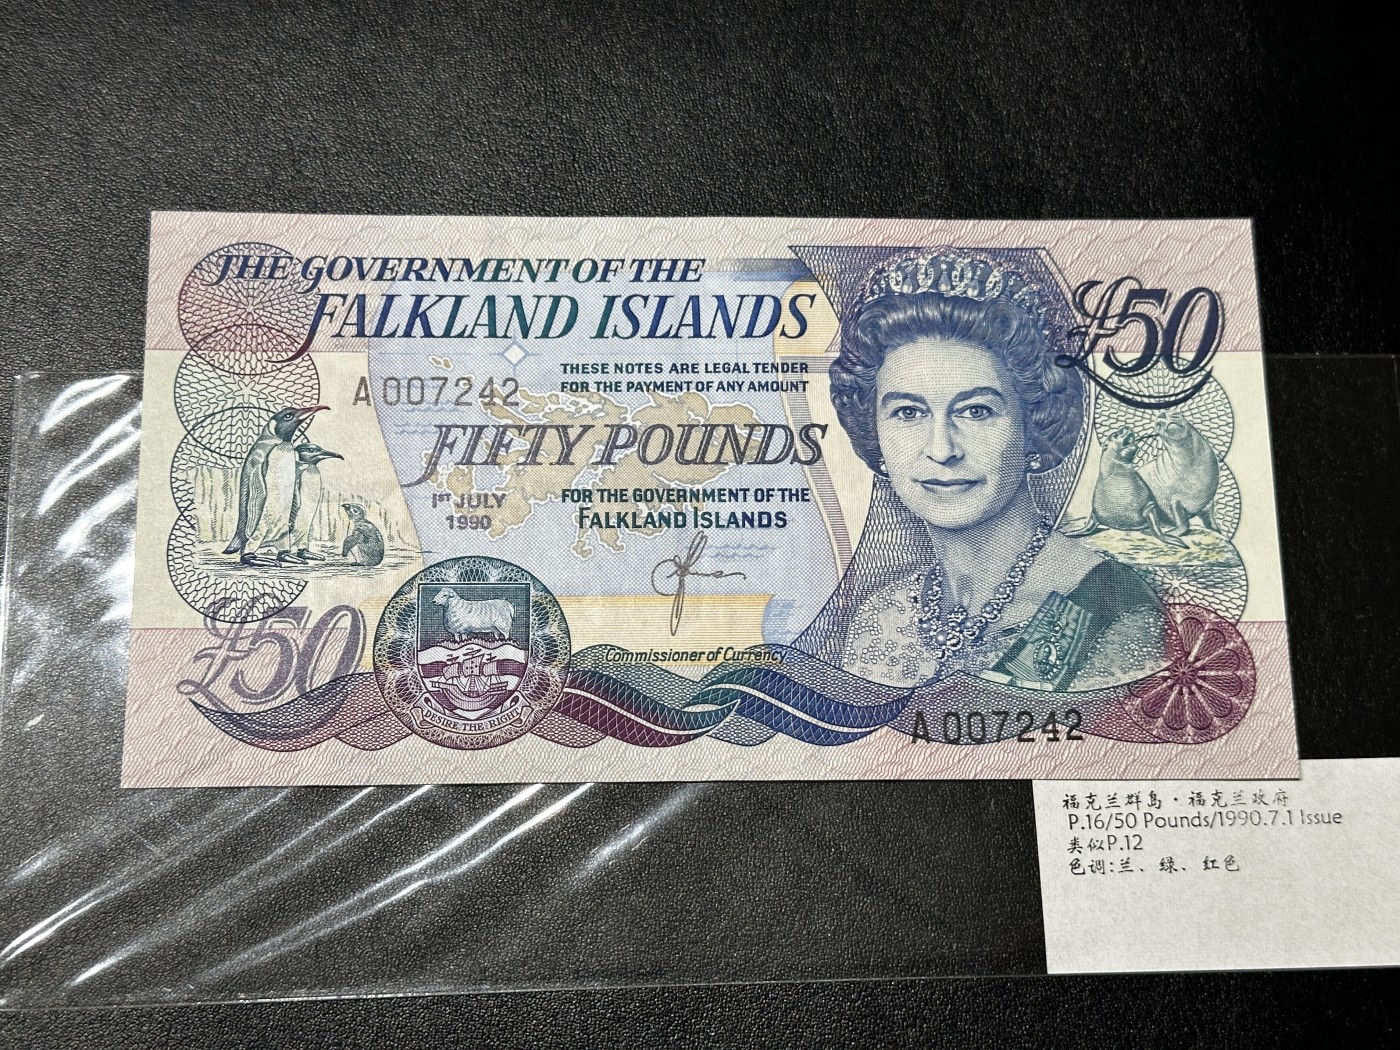 THE GOVERNMENT OF THE
FALKLAND ISLANDS
£50
THESE NOTES ARE LEGAL TENDER
FOR THE PAYMENT OF ANY AMOUNT
A 007242
FIFTY POUNDS
1ST JULY
1990
FOR THE GOVERNMENT OF THE
FALKLAND ISLANDS
£50
Commissioner of Currency
DESIRE THE RIGHT
A 007242
福克兰群岛·福克兰政府
P.16/50 Pounds/1990.7.1 Issue
类似P.12
色调:兰、绿、红色